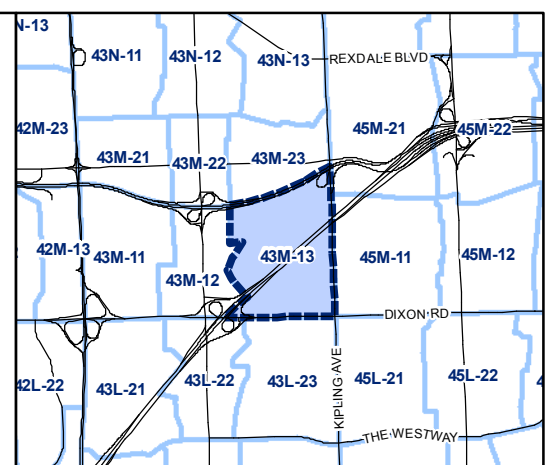 N-13
43N-11
43N-12
43N-13
REXDALE BLVD
42M-23
43M-21
43M-22
43M-23
45M-21
45M-22
42M-13
43M-11
43M-12
43M-13
45M-11
45M-12
DIXON RD
42L-22
43L-21
43L-22
43L-23
KIPLING AVE
45L-21
45L-22
4
THE WESTWAY